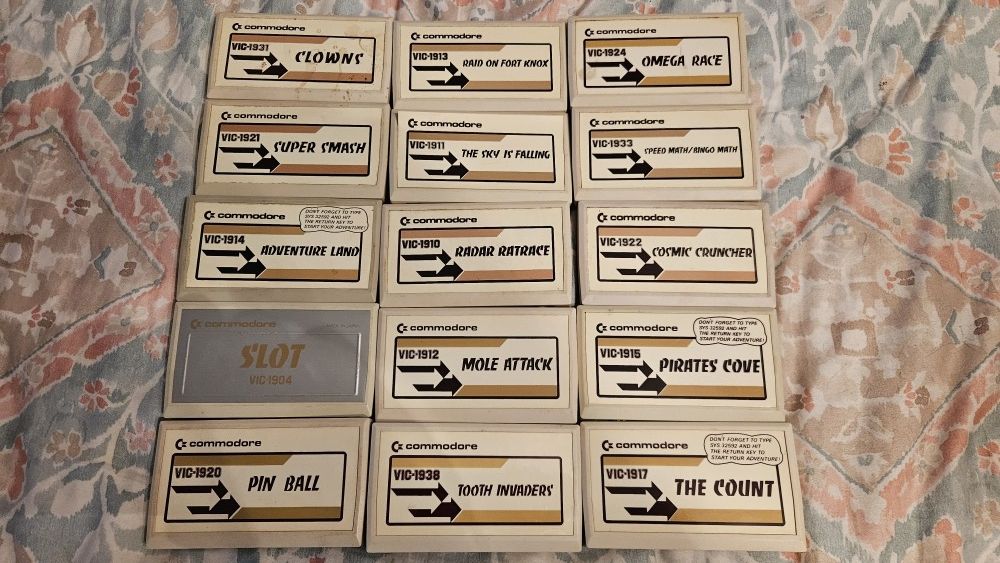 commodore
VIC-1931
CLOWNS
commodore
VIC-1913
RAID ON FORT KNOX
commodore
VIC-1924
OMEGA RACE
commodore
VIC-1921
SUPER SMASH
commodore
VIC-1911
THE SKY IS FALLING
commodore
VIC-1933
SPEED MATH/BINGO MATH
commodore
DON'T FORGET TO TYPE
SYS 32592 AND HIT
THE RETURN KEY TO
START YOUR ADVENTURE!
VIC-1914
ADVENTURE LAND
commodore
VIC-1910
RADAR RATRACE
commodore
VIC-1922
COSMIC CRUNCHER
commodore
MADE IN JAPAN
SLOT
VIC-1904
commodore
VIC-1912
MOLE ATTACK
commodore
DON'T FORGET TO TYPE
SYS 32592 AND HIT
THE RETURN KEY TO
START YOUR ADVENTURE!
VIC-1915
PIRATES COVE
commodore
VIC-1920
PIN BALL
commodore
VIC-1938
TOOTH INVADERS
commodore
DON'T FORGET TO TYPE
SYS 32592 AND HIT
THE RETURN KEY TO
START YOUR ADVENTURE!
VIC-1917
THE COUNT